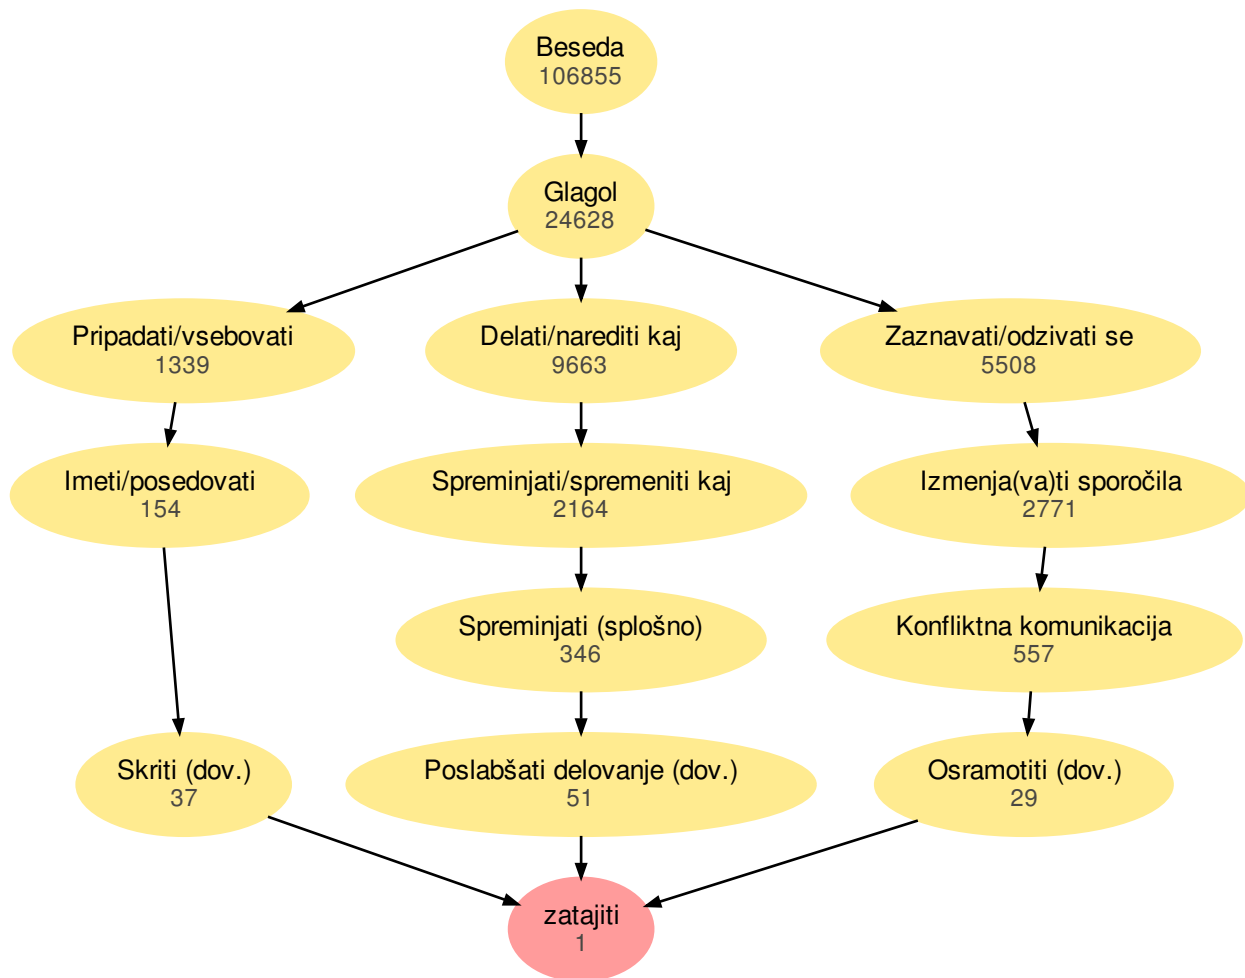 Beseda
106855
Glagol
24628
Pripadati/vsebovati
1339
Delati/narediti kaj
9663
Zaznavati/odzivati se
5508
Imeti/posedovati
154
Spreminjati/spremeniti kaj
2164
Izmenja(va)ti sporočila
2771
Spreminjati (splošno)
346
Konfliktna komunikacija
557
Skriti (dov.)
37
Poslabšati delovanje (dov.)
51
Osramotiti (dov.)
29
zatajiti
1